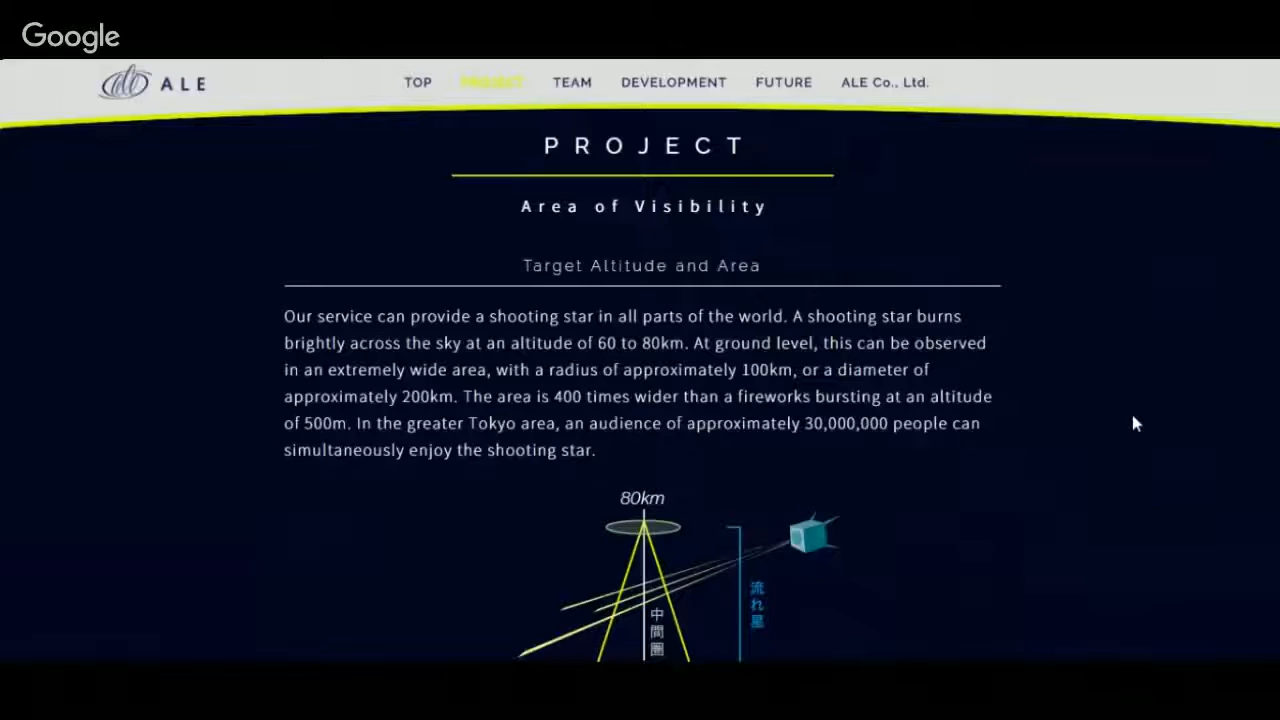 Google
ALE
TOP PROJECT TEAM DEVELOPMENT FUTURE ALE Co., Ltd.
PROJECT
Area of Visibility
Target Altitude and Area
Our service can provide a shooting star in all parts of the world. A shooting star burns
brightly across the sky at an altitude of 60 to 80km. At ground level, this can be observed
in an extremely wide area, with a radius of approximately 100km, or a diameter of
approximately 200km. The area is 400 times wider than a fireworks bursting at an altitude
of 500m. In the greater Tokyo area, an audience of approximately 30,000,000 people can
simultaneously enjoy the shooting star.
80km
流れ星
中間圏